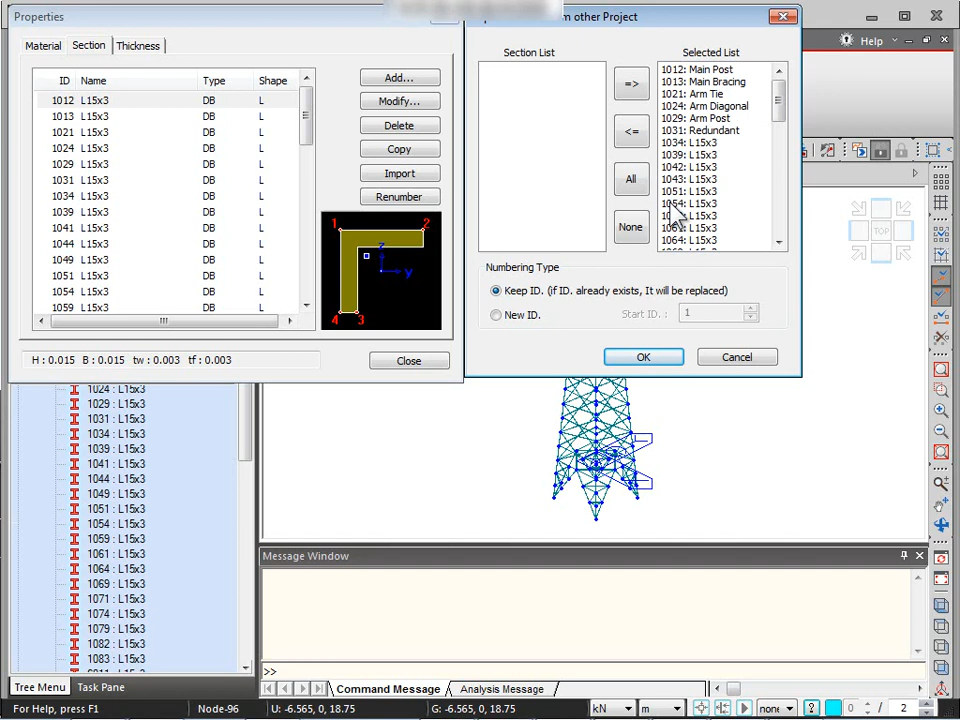 Properties
other Project
Help
Material Section Thickness
ID Name Type Shape
1012 L15x3 DB L
1013 L15x3 DB L
1021 L15x3 DB L
1024 L15x3 DB L
1029 L15x3 DB L
1031 L15x3 DB L
1034 L15x3 DB L
1039 L15x3 DB L
1041 L15x3 DB L
1044 L15x3 DB L
1049 L15x3 DB L
1051 L15x3 DB L
1054 L15x3 DB L
1059 L15x3 DB L
Add...
Modify...
Delete
Copy
Import
Renumber
1 2
z
y
4 3
H : 0.015 B : 0.015 tw : 0.003 tf : 0.003
Close
Section List
Selected List
=>
<=
All
None
1012: Main Post
1013: Main Bracing
1021: Arm Tie
1024: Arm Diagonal
1029: Arm Post
1031: Redundant
1034: L15x3
1039: L15x3
1042: L15x3
1043: L15x3
1051: L15x3
1054: L15x3
L15x3
L15x3
1064: L15x3
Numbering Type
Keep ID. (if ID. already exists, It will be replaced)
New ID.
Start ID. : 1
OK
Cancel
TOP
1024 : L15x3
1029 : L15x3
1031 : L15x3
1034 : L15x3
1039 : L15x3
1041 : L15x3
1044 : L15x3
1049 : L15x3
1051 : L15x3
1054 : L15x3
1059 : L15x3
1061 : L15x3
1064 : L15x3
1069 : L15x3
1071 : L15x3
1074 : L15x3
1079 : L15x3
1082 : L15x3
1083 : L15x3
Message Window
>>
Tree Menu Task Pane
Command Message Analysis Message
For Help, press F1
Node-96
U: -6.565, 0, 18.75
G: -6.565, 0, 18.75
kN
m
none
?
0 / 2